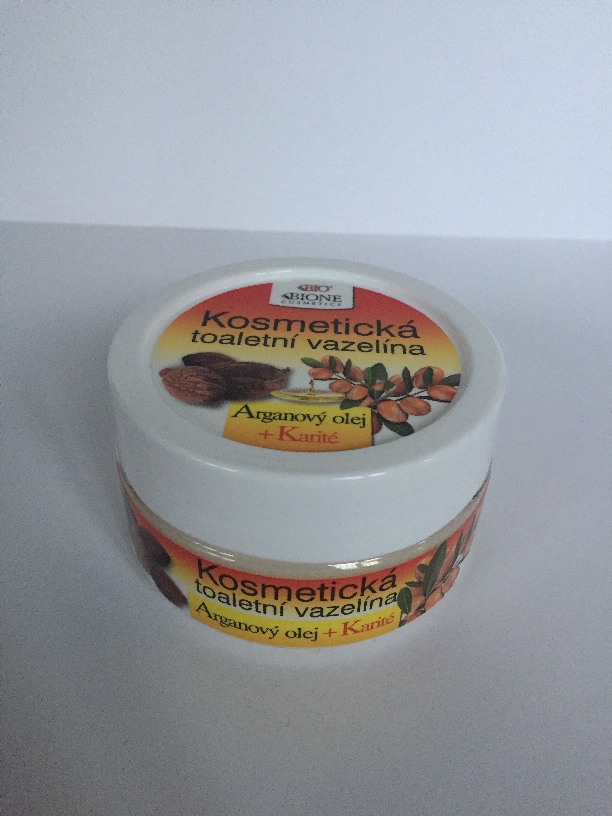 BIO
BIONE
COSMETICS
Kosmetická
toaletní vazelína
Arganový olej
+ Karité
Kosmetická
toaletní vazelína
Arganový olej + Karité